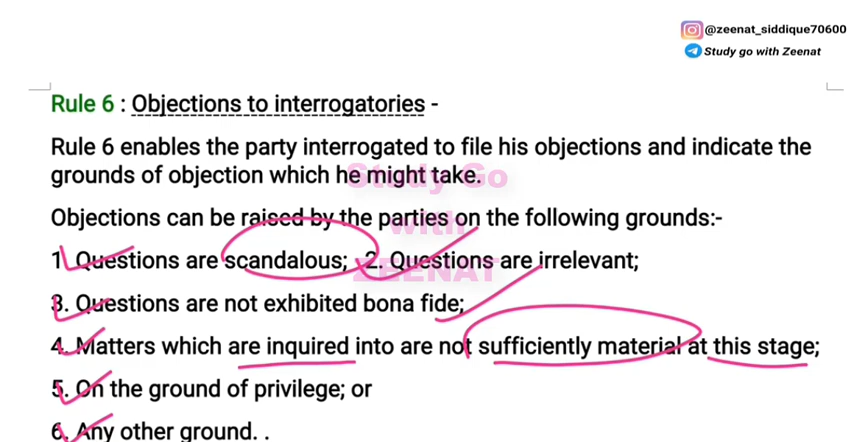 @zeenat_siddique70600
Study go with Zeenat
Rule 6 : Objections to interrogatories -
Rule 6 enables the party interrogated to file his objections and indicate the
grounds of objection which he might take.
Objections can be raised by the parties on the following grounds:-
1. Questions are scandalous; 2. Questions are irrelevant;
3. Questions are not exhibited bona fide;
4. Matters which are inquired into are not sufficiently material at this stage;
5. On the ground of privilege; or
6. Any other ground. .
Study Go
with
ZEENAT